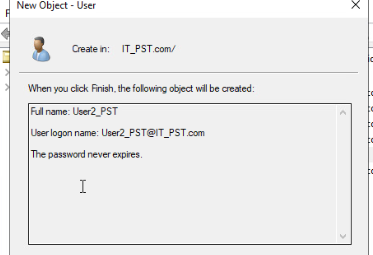 New Object - User
Create in: IT_PST.com/
When you click Finish, the following object will be created:
Full name: User2_PST
User logon name: User2_PST@IT_PST.com
The password never expires.